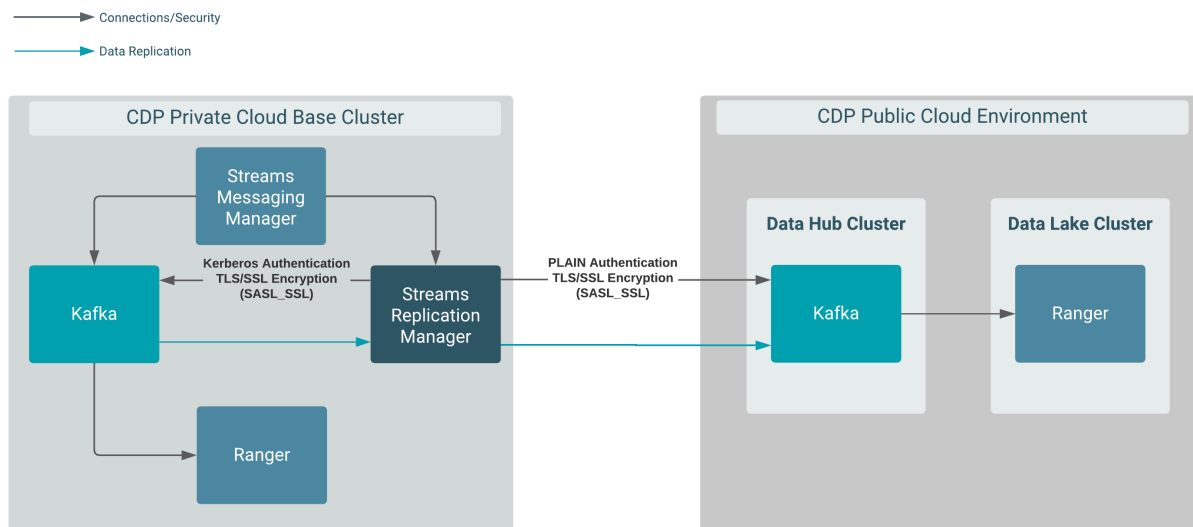 Connections/Security
Data Replication
CDP Private Cloud Base Cluster
CDP Public Cloud Environment
Streams
Messaging
Manager
Data Hub Cluster
Data Lake Cluster
Kerberos Authentication
TLS/SSL Encryption
(SASL_SSL)
PLAIN Authentication
TLS/SSL Encryption
(SASL_SSL)
Kafka
Streams
Replication
Manager
Kafka
Ranger
Ranger